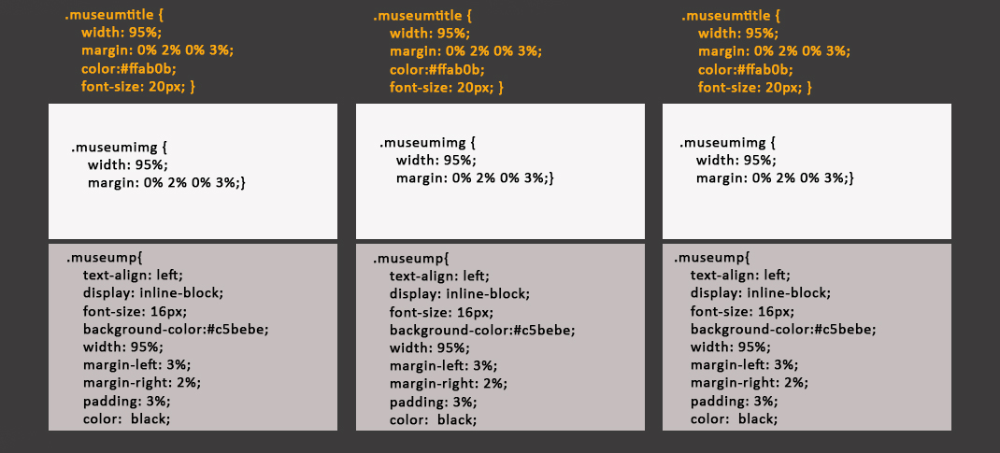 .museumtitle {
width: 95%;
margin: 0% 2% 0% 3%;
color:#ffab0b;
font-size: 20px; }
.museumimg {
width: 95%;
margin: 0% 2% 0% 3%;}
.museump{
text-align: left;
display: inline-block;
font-size: 16px;
background-color:#c5bebe;
width: 95%;
margin-left: 3%;
margin-right: 2%;
padding: 3%;
color:  black;
.museumtitle {
width: 95%;
margin: 0% 2% 0% 3%;
color:#ffab0b;
font-size: 20px; }
.museumimg {
width: 95%;
margin: 0% 2% 0% 3%;}
.museump{
text-align: left;
display: inline-block;
font-size: 16px;
background-color:#c5bebe;
width: 95%;
margin-left: 3%;
margin-right: 2%;
padding: 3%;
color:  black;
.museumtitle {
width: 95%;
margin: 0% 2% 0% 3%;
color:#ffab0b;
font-size: 20px; }
.museumimg {
width: 95%;
margin: 0% 2% 0% 3%;}
.museump{
text-align: left;
display: inline-block;
font-size: 16px;
background-color:#c5bebe;
width: 95%;
margin-left: 3%;
margin-right: 2%;
padding: 3%;
color:  black;